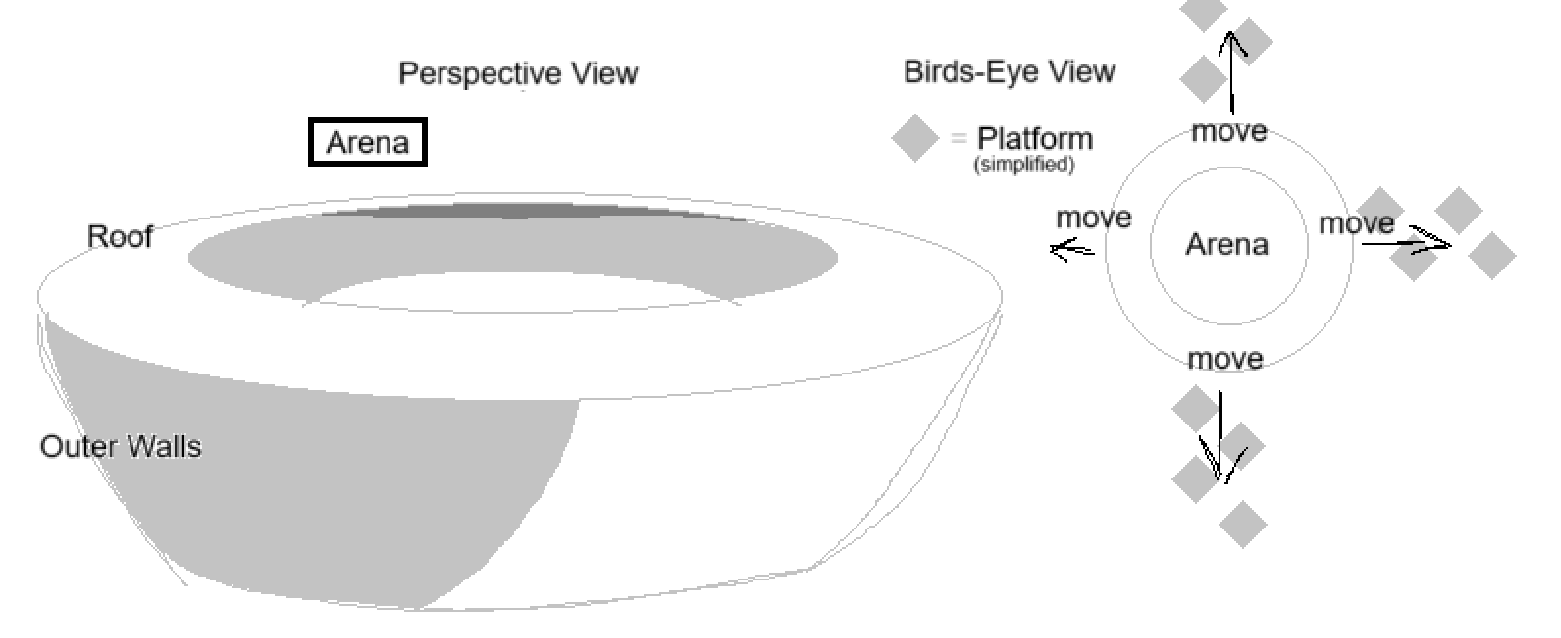 Perspective View
Arena
Roof
Outer Walls
Birds-Eye View
= Platform
(simplified)
move
move
Arena
move
move